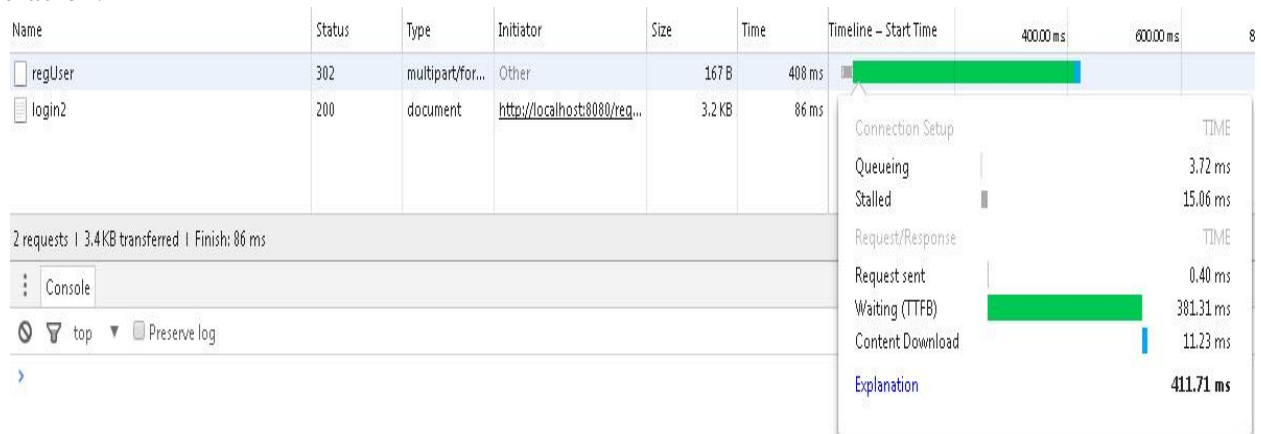 Name Status Type Initiator Size Time Timeline – Start Time 400.00 ms 600.00 ms 8
regUser 302 multipart/for... Other 167 B 408 ms
login2 200 document http://localhost:8080/reg... 3.2 KB 86 ms
Connection Setup TIME
Queueing 3.72 ms
Stalled 15.06 ms
2 requests | 3.4 KB transferred | Finish: 86 ms
Request/Response TIME
Console
Request sent 0.40 ms
Waiting (TTFB) 381.31 ms
top ▼ Preserve log
Content Download 11.23 ms
>
Explanation 411.71 ms